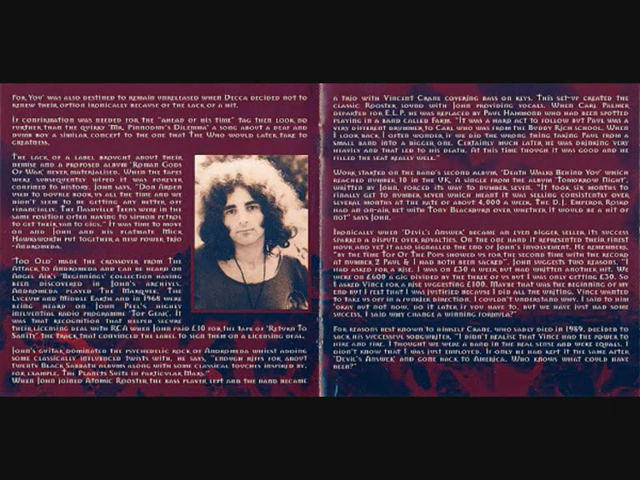 For You' was also destined to remain unreleased when Decca decided not to
renew their option ironically because of the lack of a hit.
If confirmation was needed for the "ahead of his time" tag then look no
further than the quirky 'Mr. Pinnodmy's Dilemma' a song about a deaf and
dumb boy a similar concept to the one that The Who would later take to
greatness.
The lack of a label brought about their
demise and a proposed album 'Roman Gods
Of War' never materialised. When the tapes
were subsequently wiped it was forever
confined to history. John says, "Don Arden
used to double book us all the time and we
didn't seem to be getting any better off
financially. The Nashville Teens were in the
same position often having to siphon petrol
to get their van to gigs." It was time to move
on and John and his flatmate Mick
Hawksworth put together a new power trio
- Andromeda.
'Too Old' made the crossover from The
Attack to Andromeda and can be heard on
Angel Air's 'Beginnings' collection having
been discovered in John's archives.
Andromeda played The Marquee, The
Lyceum and Middle Earth and in 1968 were
being heard on John Peel's highly
influential radio programme 'Top Gear'. It
was that recognition that helped secure
their licensing deal with RCA when John paid £10 for the tape of 'Return To
Sanity' the track that convinced the label to sign them on a licensing deal.
John's guitar dominated the psychedelic rock of Andromeda whilst adding
some classically influenced twists with, he says, "Enough riffs for about
twenty Black Sabbath albums along with some classical touches inspired by,
for example, The Planets Suite in particular Mars."
When John joined Atomic Rooster the bass player left and the band became
a trio with Vincent Crane covering bass on keys. This set-up created the
classic Rooster sound with John providing vocals. When Carl Palmer
departed for E.L.P. he was replaced by Paul Hammond who had been spotted
playing in a band called Farm. "It was a hard act to follow but Paul was a
very different drummer to Carl who was from the Buddy Rich school. When
I look back I often wonder if we did the wrong thing taking Paul from a
small band into a bigger one. Certainly much later he was drinking very
heavily and that led to his death. At this time though it was good and he
filled the seat really well."
Work started on the band's second album, 'Death Walks Behind You' which
reached number 10 in the UK. A single from the album 'Tomorrow Night',
written by John, forced its way to number seven. "It took six months to
finally get to number seven which meant it was selling consistently over
several months at the rate of about 4,000 a week. The D.J. Emperor Rosko
had an on-air bet with Tony Blackburn over whether it would be a hit or
not" says John.
Ironically when 'Devil's Answer' became an even bigger seller its success
sparked a dispute over royalties. On the one hand it represented their finest
hour and yet it also signalled the end of John's involvement. He remembers,
"by the time Top Of The Pops showed us for the second time with the record
at number 2 Paul & I had both been sacked". John suggests two reasons. "I
had asked for a rise. I was on £30 a week but had written another hit. We
were on £600 a gig divided by the three of us but I was only getting £30. So
I asked Vince for a rise suggesting £100. Maybe that was the beginning of my
end but I felt that I was justified because I did all the writing. Vince wanted
to take us off in a funkier direction. I couldn't understand why. I said to him
'okay but not now, do it later if you have to, but we have just had some
success. I said why change a winning formula?"
For reasons best known to himself Crane, who sadly died in 1989, decided to
sack his successful songwriter. "I didn't realise that Vince had the power to
hire and fire. I thought we were a band in the real sense and were equals. I
didn't know that I was just employed. If only he had kept it the same after
'Devil's Answer' and gone back to America. Who knows what could have
been?"